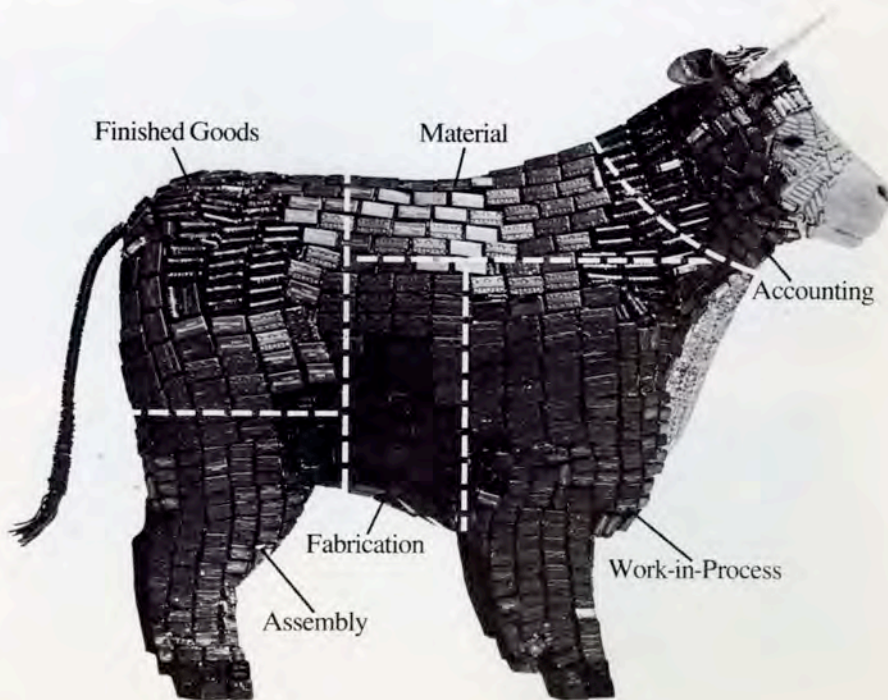 Finished Goods
Material
Accounting
Fabrication
Work-in-Process
Assembly